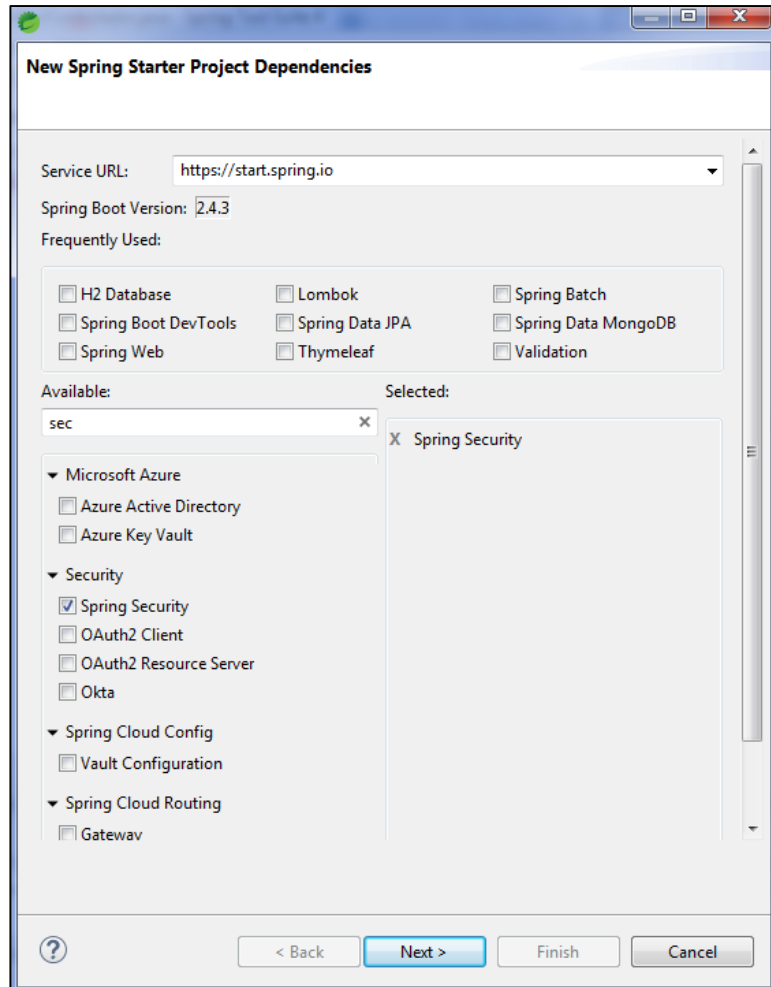 New Spring Starter Project Dependencies
Service URL: https://start.spring.io
Spring Boot Version: 2.4.3
Frequently Used:
H2 Database Lombok Spring Batch
Spring Boot DevTools Spring Data JPA Spring Data MongoDB
Spring Web Thymeleaf Validation
Available: Selected:
sec
X Spring Security
Microsoft Azure
Azure Active Directory
Azure Key Vault
Security
Spring Security
OAuth2 Client
OAuth2 Resource Server
Okta
Spring Cloud Config
Vault Configuration
Spring Cloud Routing
Gateway
< Back Next > Finish Cancel